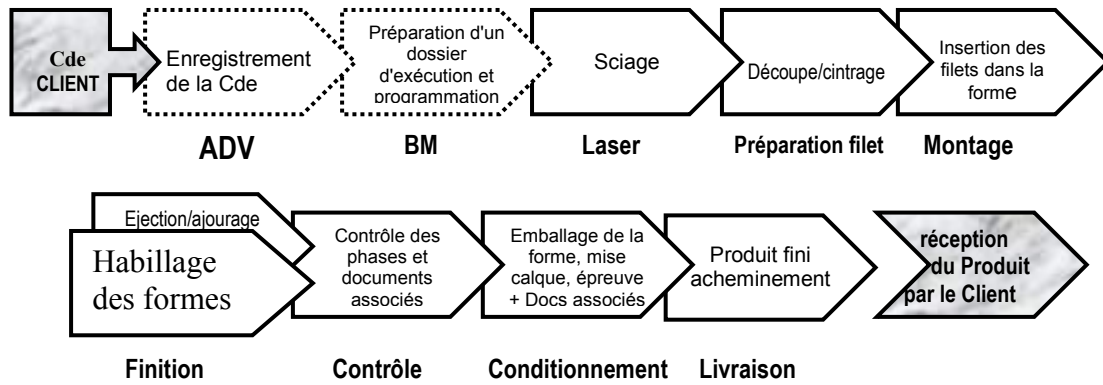 Cde
CLIENT
Enregistrement
de la Cde
Préparation d'un
dossier
d'exécution et
programmation
Sciage
Découpe/cintrage
Insertion des
filets dans la
forme
ADV
BM
Laser
Préparation filet
Montage
Ejection/ajourage
Habillage
des formes
Contrôle des
phases et
documents
associés
Emballage de la
forme, mise
calque, épreuve
+ Docs associés
Produit fini
acheminement
réception
du Produit
par le Client
Finition
Contrôle
Conditionnement
Livraison